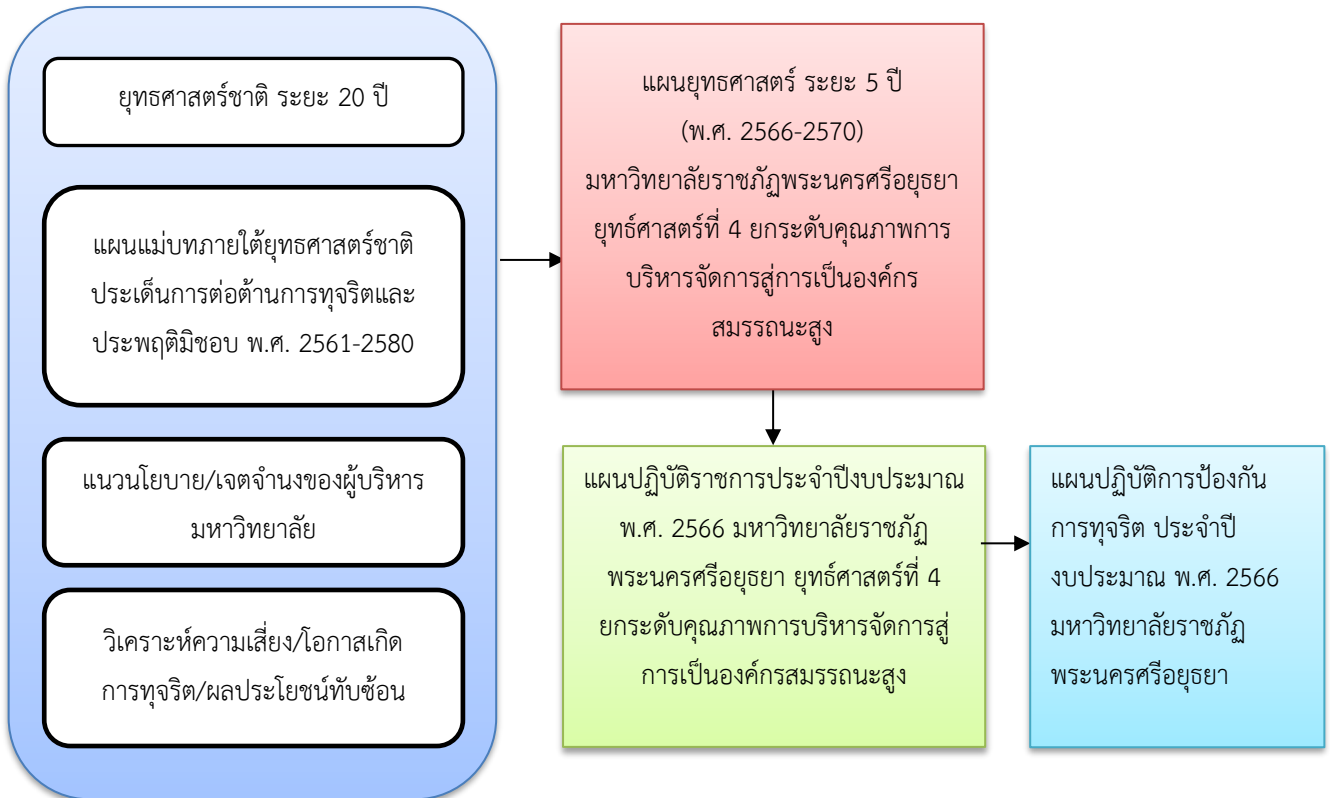 ยุทธศาสตร์ชาติ ระยะ 20 ปี
แผนแม่บทภายใต้ยุทธศาสตร์ชาติ
ประเด็นการต่อต้านการทุจริตและ
ประพฤติมิชอบ พ.ศ. 2561-2580
แนวนโยบาย/เจตจำนงของผู้บริหาร
มหาวิทยาลัย
วิเคราะห์ความเสี่ยง/โอกาสเกิด
การทุจริต/ผลประโยชน์ทับซ้อน
แผนยุทธศาสตร์ ระยะ 5 ปี
(พ.ศ. 2566-2570)
มหาวิทยาลัยราชภัฏพระนครศรีอยุธยา
ยุทธ์ศาสตร์ที่ 4 ยกระดับคุณภาพการ
บริหารจัดการสู่การเป็นองค์กร
สมรรถนะสูง
แผนปฏิบัติราชการประจำปีงบประมาณ
พ.ศ. 2566 มหาวิทยาลัยราชภัฏ
พระนครศรีอยุธยา ยุทธ์ศาสตร์ที่ 4
ยกระดับคุณภาพการบริหารจัดการสู่
การเป็นองค์กรสมรรถนะสูง
แผนปฏิบัติการป้องกัน
การทุจริต ประจำปี
งบประมาณ พ.ศ. 2566
มหาวิทยาลัยราชภัฏ
พระนครศรีอยุธยา